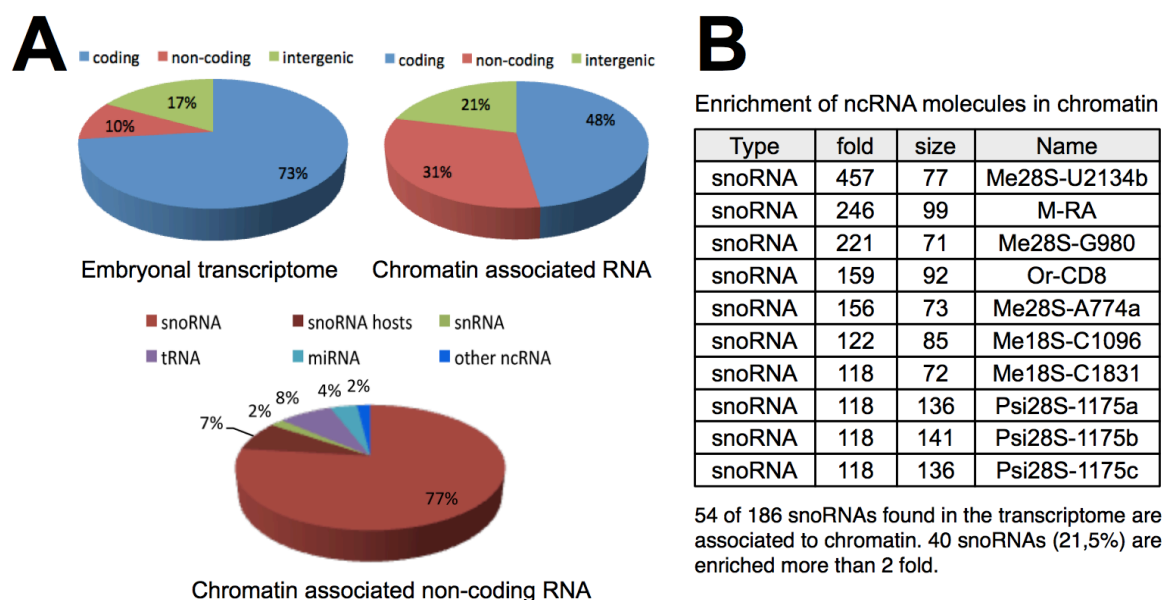 A
coding non-coding intergenic
17%
10%
73%
Embryonal transcriptome
coding non-coding intergenic
21%
48%
31%
Chromatin associated RNA
snoRNA snoRNA hosts snRNA
tRNA miRNA other ncRNA
7%
2%
8%
4%
2%
77%
Chromatin associated non-coding RNA
B
Enrichment of ncRNA molecules in chromatin
Type fold size Name
snoRNA 457 77 Me28S-U2134b
snoRNA 246 99 M-RA
snoRNA 221 71 Me28S-G980
snoRNA 159 92 Or-CD8
snoRNA 156 73 Me28S-A774a
snoRNA 122 85 Me18S-C1096
snoRNA 118 72 Me18S-C1831
snoRNA 118 136 Psi28S-1175a
snoRNA 118 141 Psi28S-1175b
snoRNA 118 136 Psi28S-1175c
54 of 186 snoRNAs found in the transcriptome are
associated to chromatin. 40 snoRNAs (21,5%) are
enriched more than 2 fold.